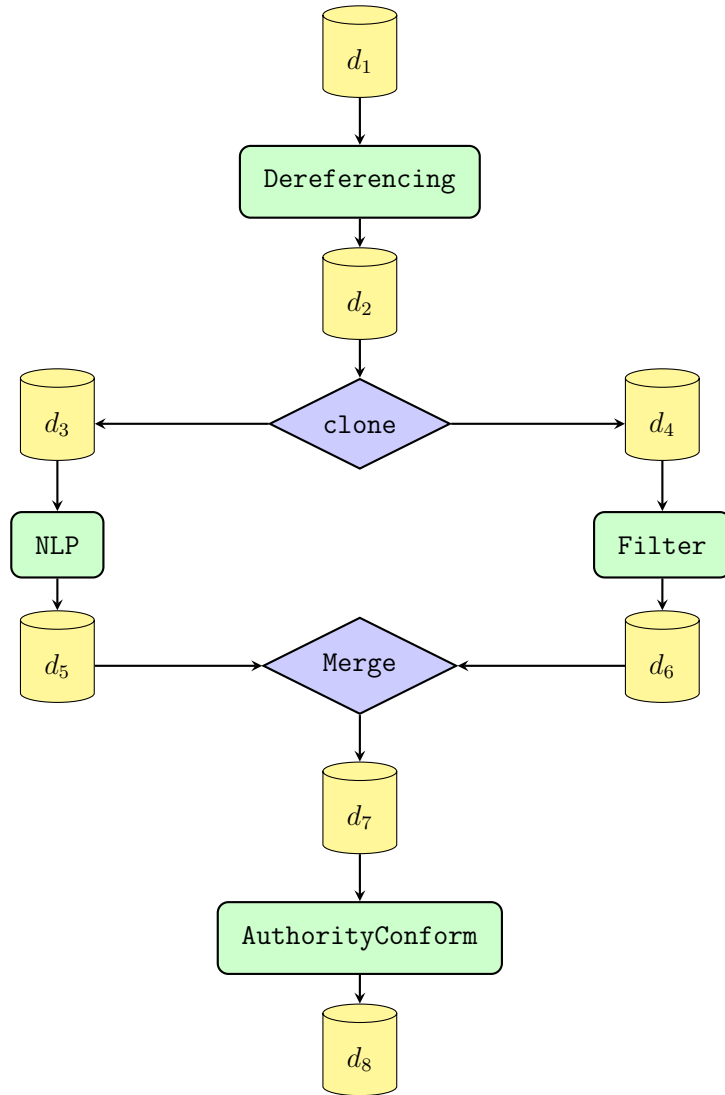 d₁
Dereferencing
d₂
d₃
clone
d₄
NLP
Filter
d₅
Merge
d₆
d₇
AuthorityConform
d₈